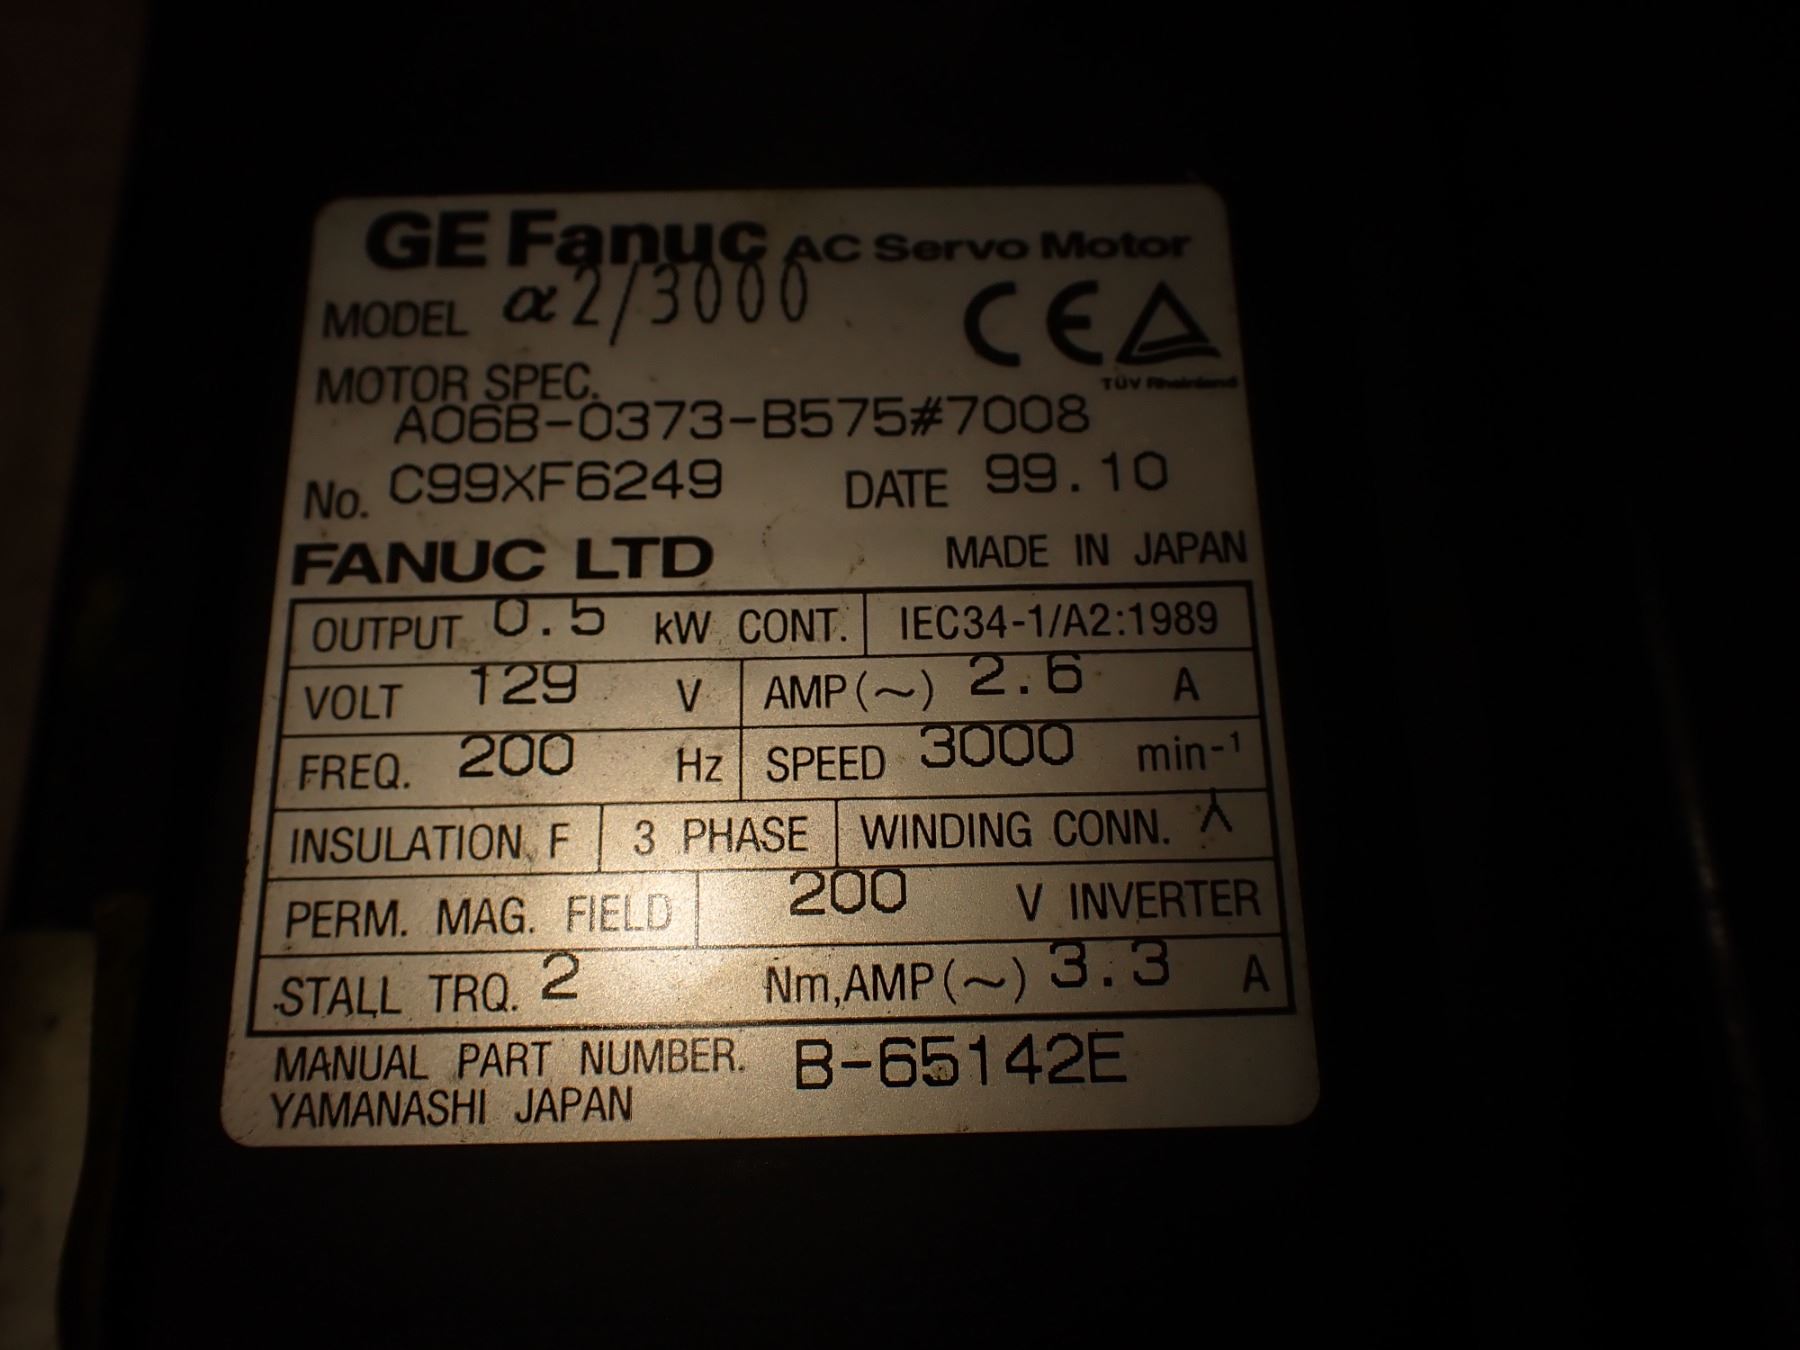 GE Fanuc AC Servo Motor
MODEL α2/3000
CE
TÜV Rheinland
MOTOR SPEC.
A06B-0373-B575#7008
No. C99XF6249 DATE 99.10
FANUC LTD MADE IN JAPAN
OUTPUT 0.5 kW CONT. IEC34-1/A2:1989
VOLT 129 V AMP(~) 2.6 A
FREQ. 200 Hz SPEED 3000 min-¹
INSULATION F 3 PHASE WINDING CONN. ⅄
PERM. MAG. FIELD 200 V INVERTER
STALL TRQ. 2 Nm,AMP(~) 3.3 A
MANUAL PART NUMBER. B-65142E
YAMANASHI JAPAN